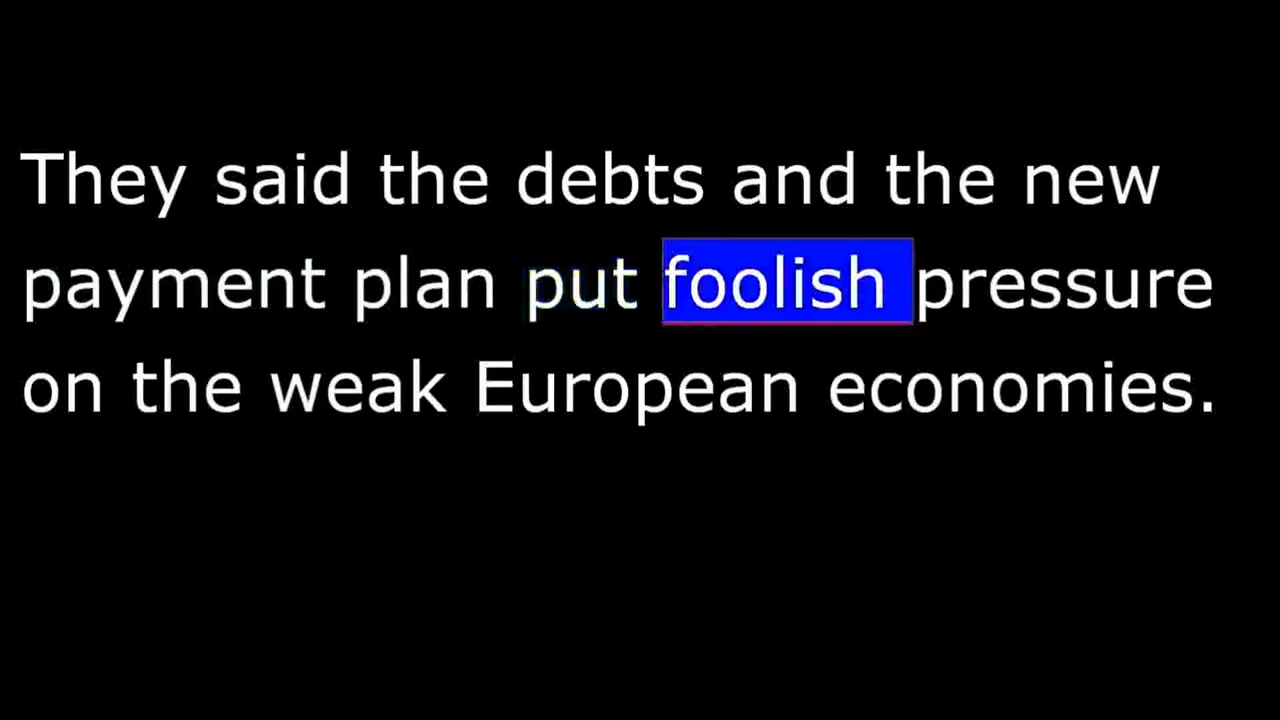 They said the debts and the new
payment plan put foolish pressure
on the weak European economies.